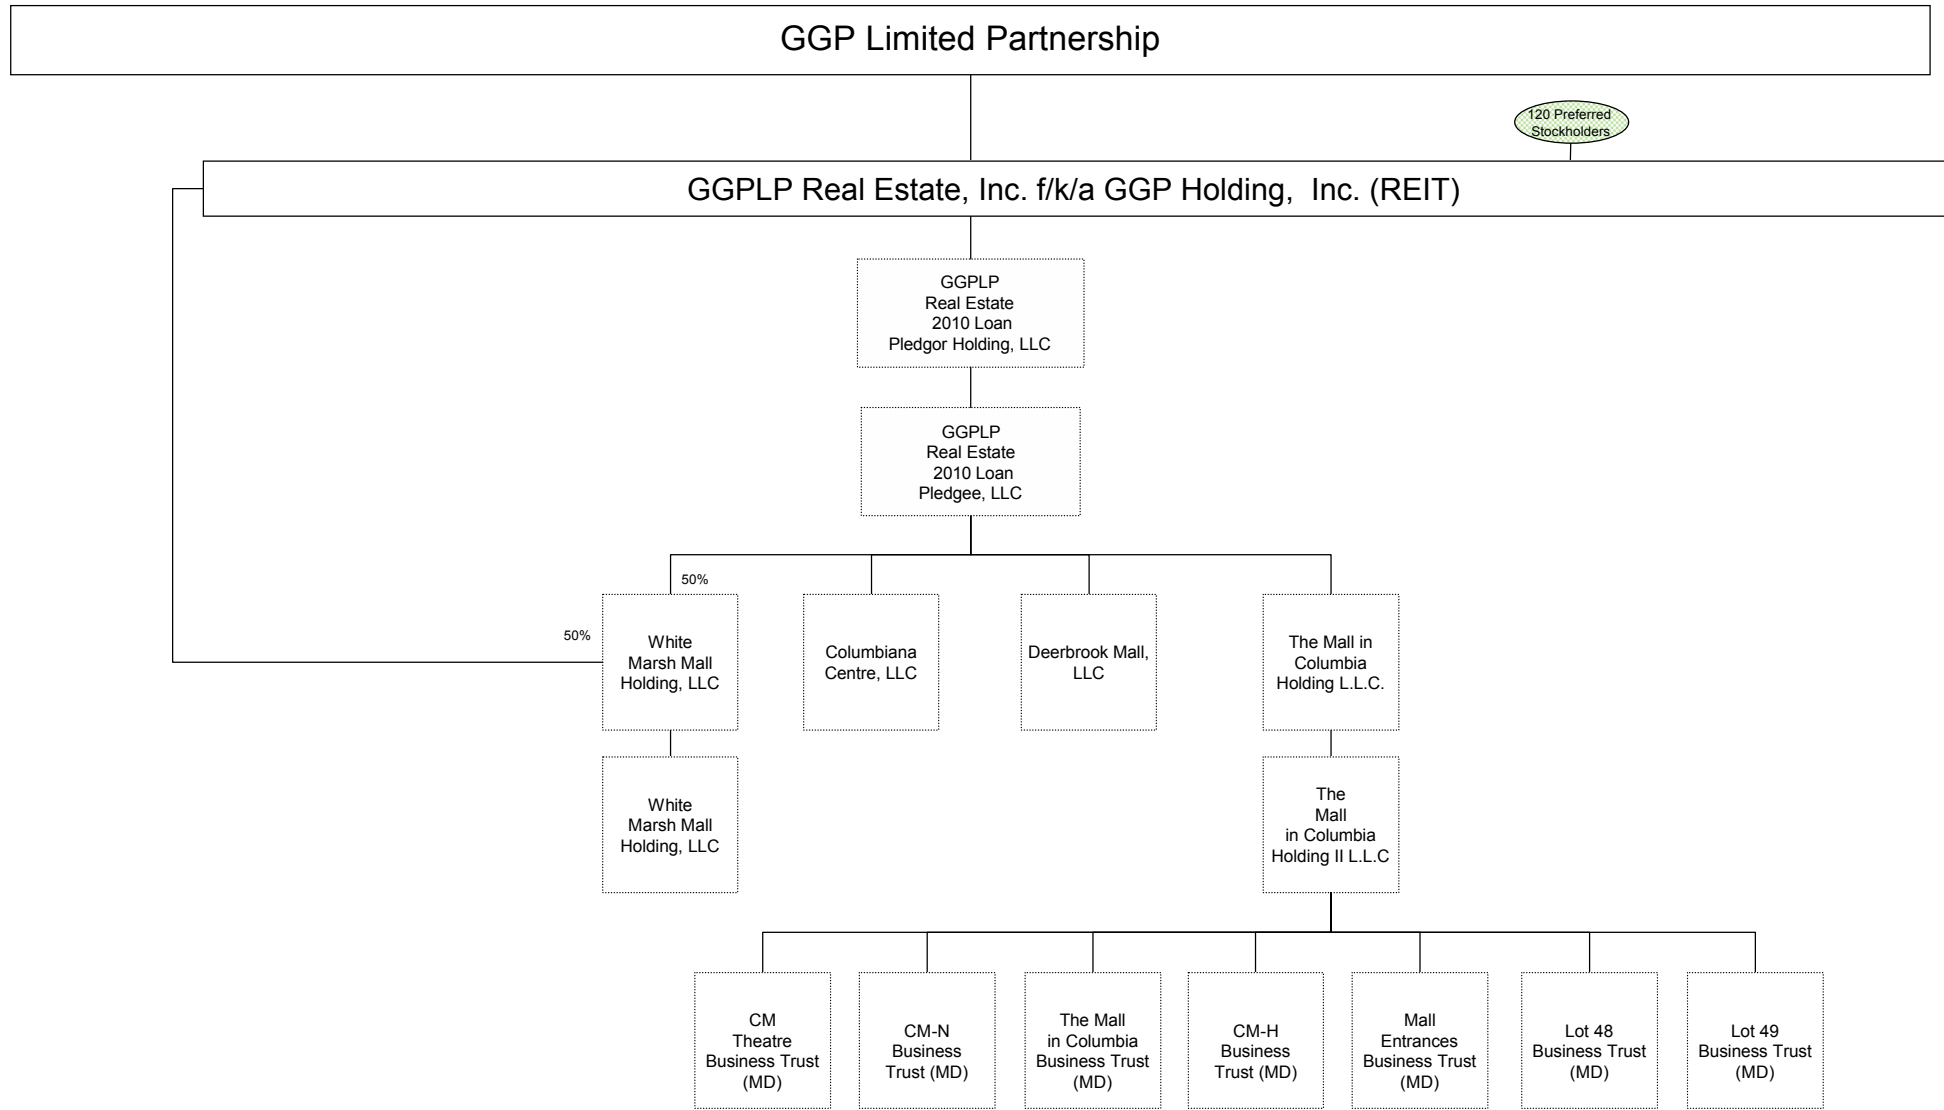 GGP Limited Partnership
120 Preferred
Stockholders
GGPLP Real Estate, Inc. f/k/a GGP Holding, Inc. (REIT)
GGPLP
Real Estate
2010 Loan
Pledgor Holding, LLC
GGPLP
Real Estate
2010 Loan
Pledgee, LLC
50%
50%
White
Marsh Mall
Holding, LLC
Columbiana
Centre, LLC
Deerbrook Mall,
LLC
The Mall in
Columbia
Holding L.L.C.
White
Marsh Mall
Holding, LLC
The
Mall
in Columbia
Holding II L.L.C
CM
Theatre
Business Trust
(MD)
CM-N
Business
Trust (MD)
The Mall
in Columbia
Business Trust
(MD)
CM-H
Business
Trust (MD)
Mall
Entrances
Business Trust
(MD)
Lot 48
Business Trust
(MD)
Lot 49
Business Trust
(MD)